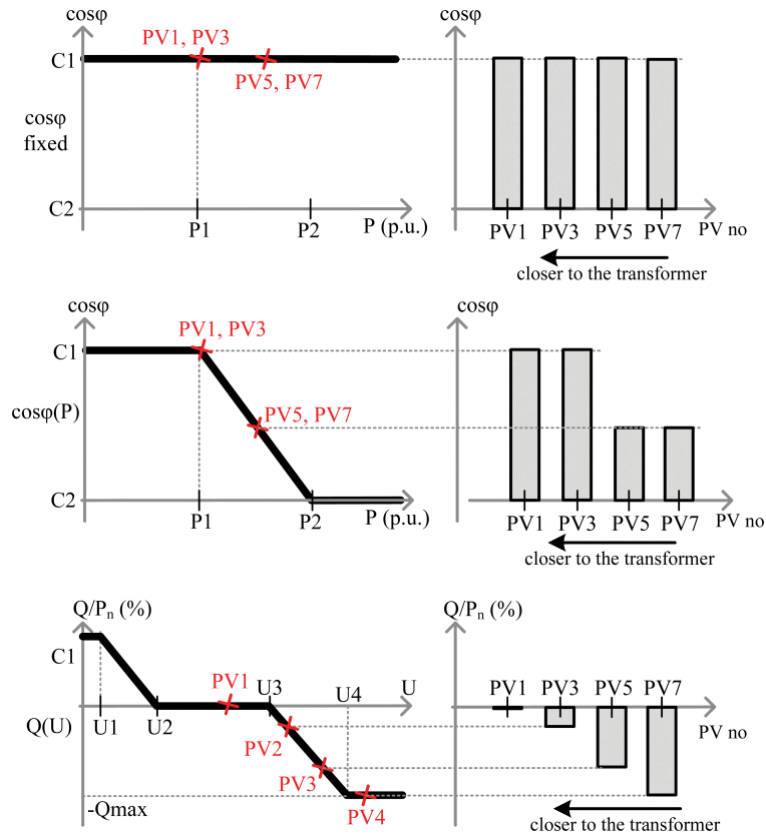 cosφ
cosφ
PV1, PV3
C1
PV5, PV7
cosφ
fixed
C2
P1
P2
P (p.u.)
PV1
PV3
PV5
PV7
PV no
closer to the transformer
cosφ
cosφ
PV1, PV3
C1
cosφ(P)
PV5, PV7
C2
P1
P2
P (p.u.)
PV1
PV3
PV5
PV7
PV no
closer to the transformer
Q/Pn (%)
Q/Pn (%)
C1
PV1
U3
U4
U
PV1
PV3
PV5
PV7
Q(U)
U1
U2
PV no
PV2
PV3
-Qmax
PV4
closer to the transformer